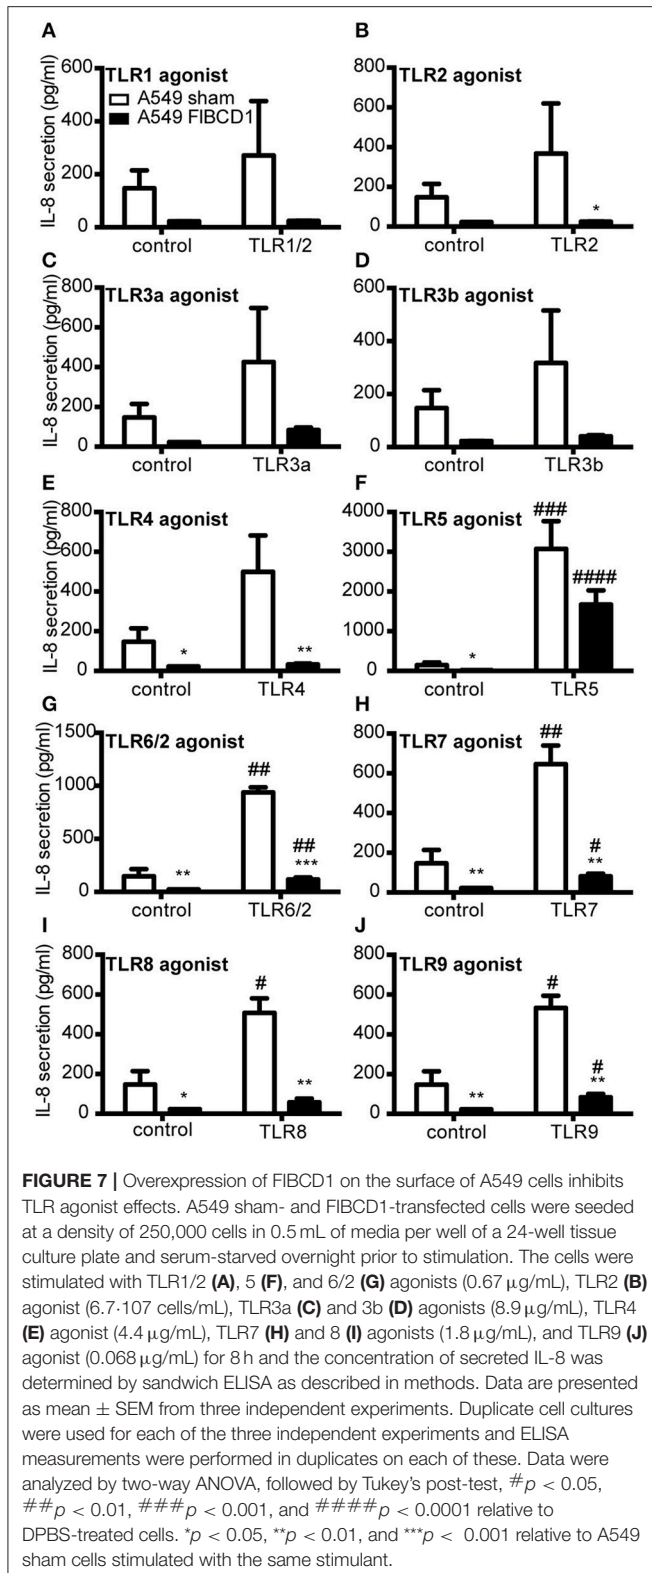 A
B
TLR1 agonist
TLR2 agonist
A549 sham
A549 FIBCD1
IL-8 secretion (pg/ml)
600
400
200
0
control
TLR1/2
800
600
400
200
0
*
control
TLR2
C
D
TLR3a agonist
TLR3b agonist
IL-8 secretion (pg/ml)
800
600
400
200
0
control
TLR3a
600
400
200
0
control
TLR3b
E
F
TLR4 agonist
TLR5 agonist
IL-8 secretion (pg/ml)
800
600
400
200
0
*
**
control
TLR4
4000
3000
2000
1000
0
###
####
*
control
TLR5
G
H
TLR6/2 agonist
TLR7 agonist
IL-8 secretion (pg/ml)
1500
1000
500
0
##
##
**
***
control
TLR6/2
800
600
400
200
0
##
#
**
**
control
TLR7
I
J
TLR8 agonist
TLR9 agonist
IL-8 secretion (pg/ml)
800
600
400
200
0
#
*
**
control
TLR8
800
600
400
200
0
#
#
**
**
control
TLR9
FIGURE 7 | Overexpression of FIBCD1 on the surface of A549 cells inhibits
TLR agonist effects. A549 sham- and FIBCD1-transfected cells were seeded
at a density of 250,000 cells in 0.5 mL of media per well of a 24-well tissue
culture plate and serum-starved overnight prior to stimulation. The cells were
stimulated with TLR1/2 (A), 5 (F), and 6/2 (G) agonists (0.67 µg/mL), TLR2 (B)
agonist (6.7·107 cells/mL), TLR3a (C) and 3b (D) agonists (8.9 µg/mL), TLR4
(E) agonist (4.4 µg/mL), TLR7 (H) and 8 (I) agonists (1.8 µg/mL), and TLR9 (J)
agonist (0.068 µg/mL) for 8 h and the concentration of secreted IL-8 was
determined by sandwich ELISA as described in methods. Data are presented
as mean ± SEM from three independent experiments. Duplicate cell cultures
were used for each of the three independent experiments and ELISA
measurements were performed in duplicates on each of these. Data were
analyzed by two-way ANOVA, followed by Tukey's post-test, #p < 0.05,
##p < 0.01, ###p < 0.001, and ####p < 0.0001 relative to
DPBS-treated cells. *p < 0.05, **p < 0.01, and ***p < 0.001 relative to A549
sham cells stimulated with the same stimulant.